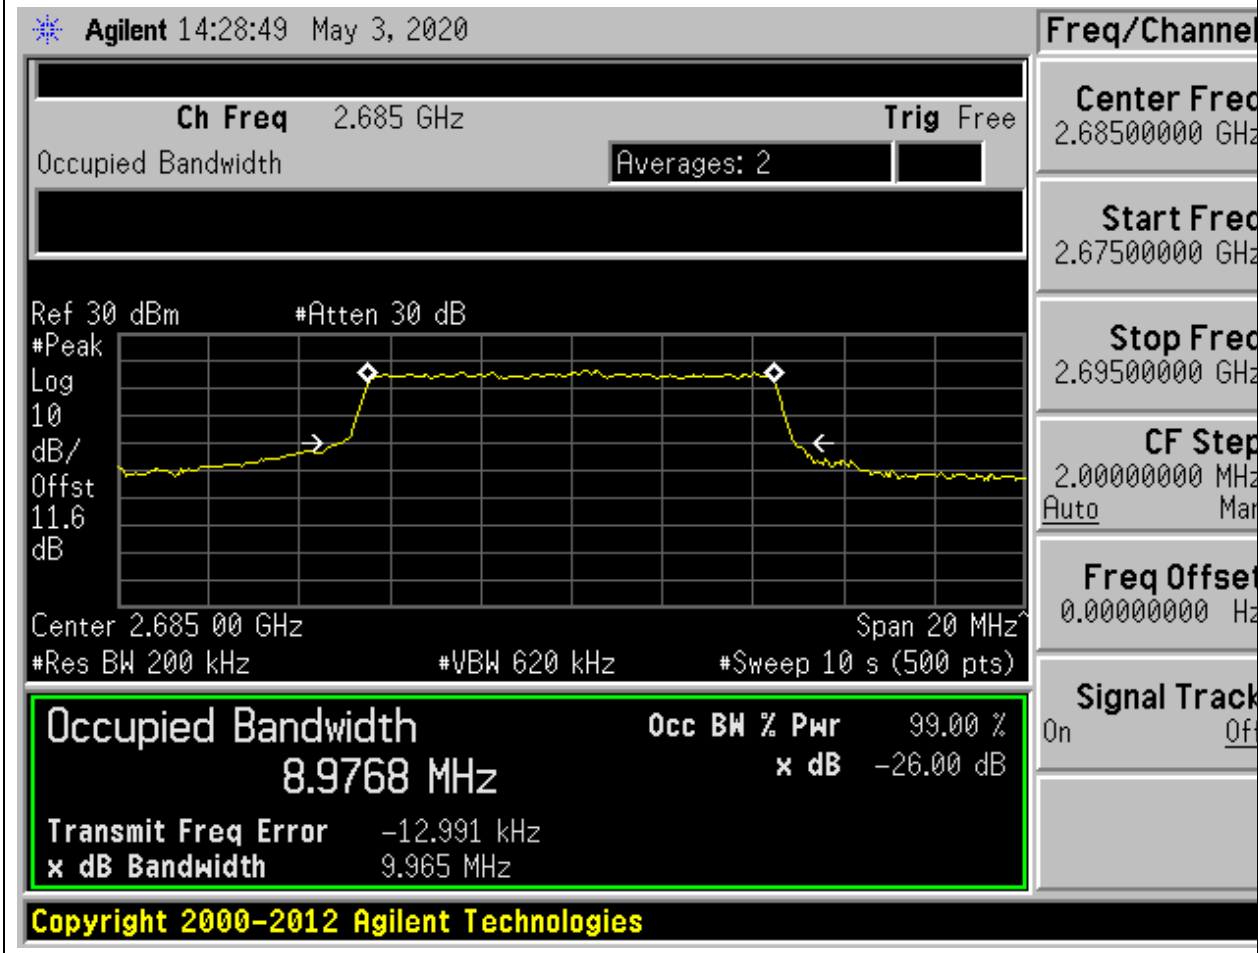 Agilent 14:28:49 May 3, 2020
Freq/Channel
Ch Freq 2.685 GHz Trig Free
Occupied Bandwidth Averages: 2
Center Freq
2.68500000 GHz
Start Freq
2.67500000 GHz
Stop Freq
2.69500000 GHz
CF Step
2.00000000 MHz
Auto Man
Freq Offset
0.00000000 Hz
Signal Track
On Off
Ref 30 dBm #Atten 30 dB
#Peak
Log
10
dB/
Offst
11.6
dB
Center 2.685 00 GHz Span 20 MHz^
#Res BW 200 kHz #VBW 620 kHz #Sweep 10 s (500 pts)
Occupied Bandwidth Occ BW % Pwr 99.00 %
8.9768 MHz x dB -26.00 dB
Transmit Freq Error -12.991 kHz
x dB Bandwidth 9.965 MHz
Copyright 2000-2012 Agilent Technologies